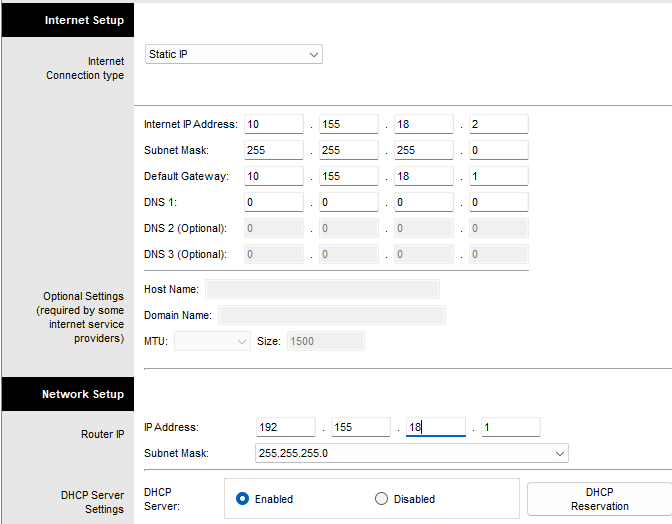 Internet Setup
Internet
Connection type
Static IP
Internet IP Address: 10 . 155 . 18 . 2
Subnet Mask: 255 . 255 . 255 . 0
Default Gateway: 10 . 155 . 18 . 1
DNS 1: 0 . 0 . 0 . 0
DNS 2 (Optional): 0 . 0 . 0 . 0
DNS 3 (Optional): 0 . 0 . 0 . 0
Optional Settings
(required by some
internet service
providers)
Host Name:
Domain Name:
MTU: Size: 1500
Network Setup
Router IP
IP Address: 192 . 155 . 18 . 1
Subnet Mask: 255.255.255.0
DHCP Server
Settings
DHCP
Server: Enabled Disabled
DHCP
Reservation